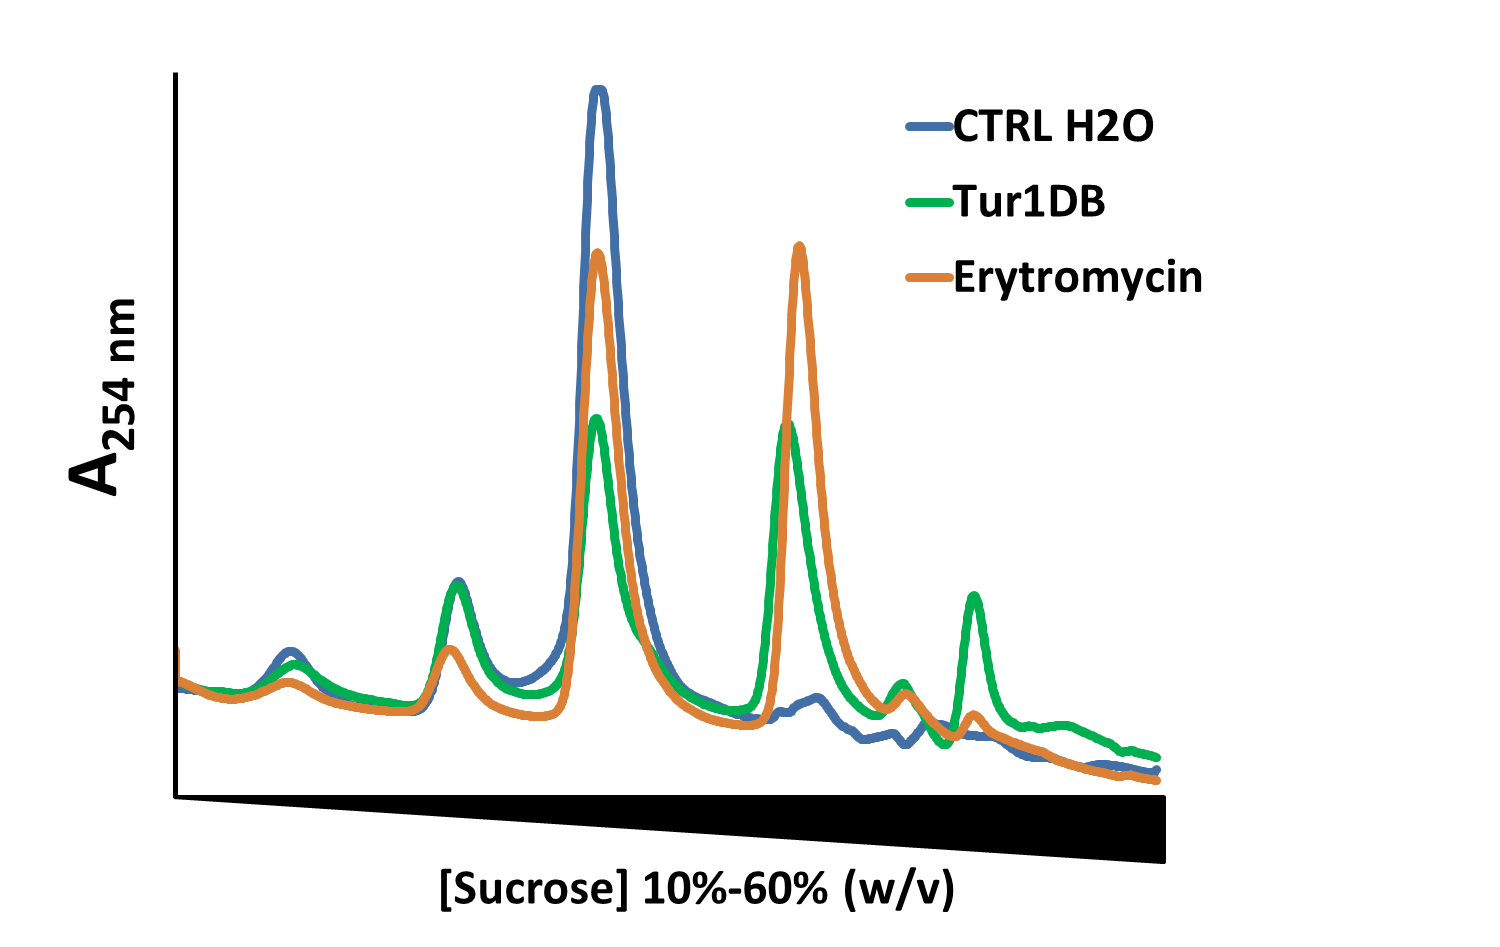 CTRL H2O
Tur1DB
Erytromycin
A254 nm
[Sucrose] 10%-60% (w/v)